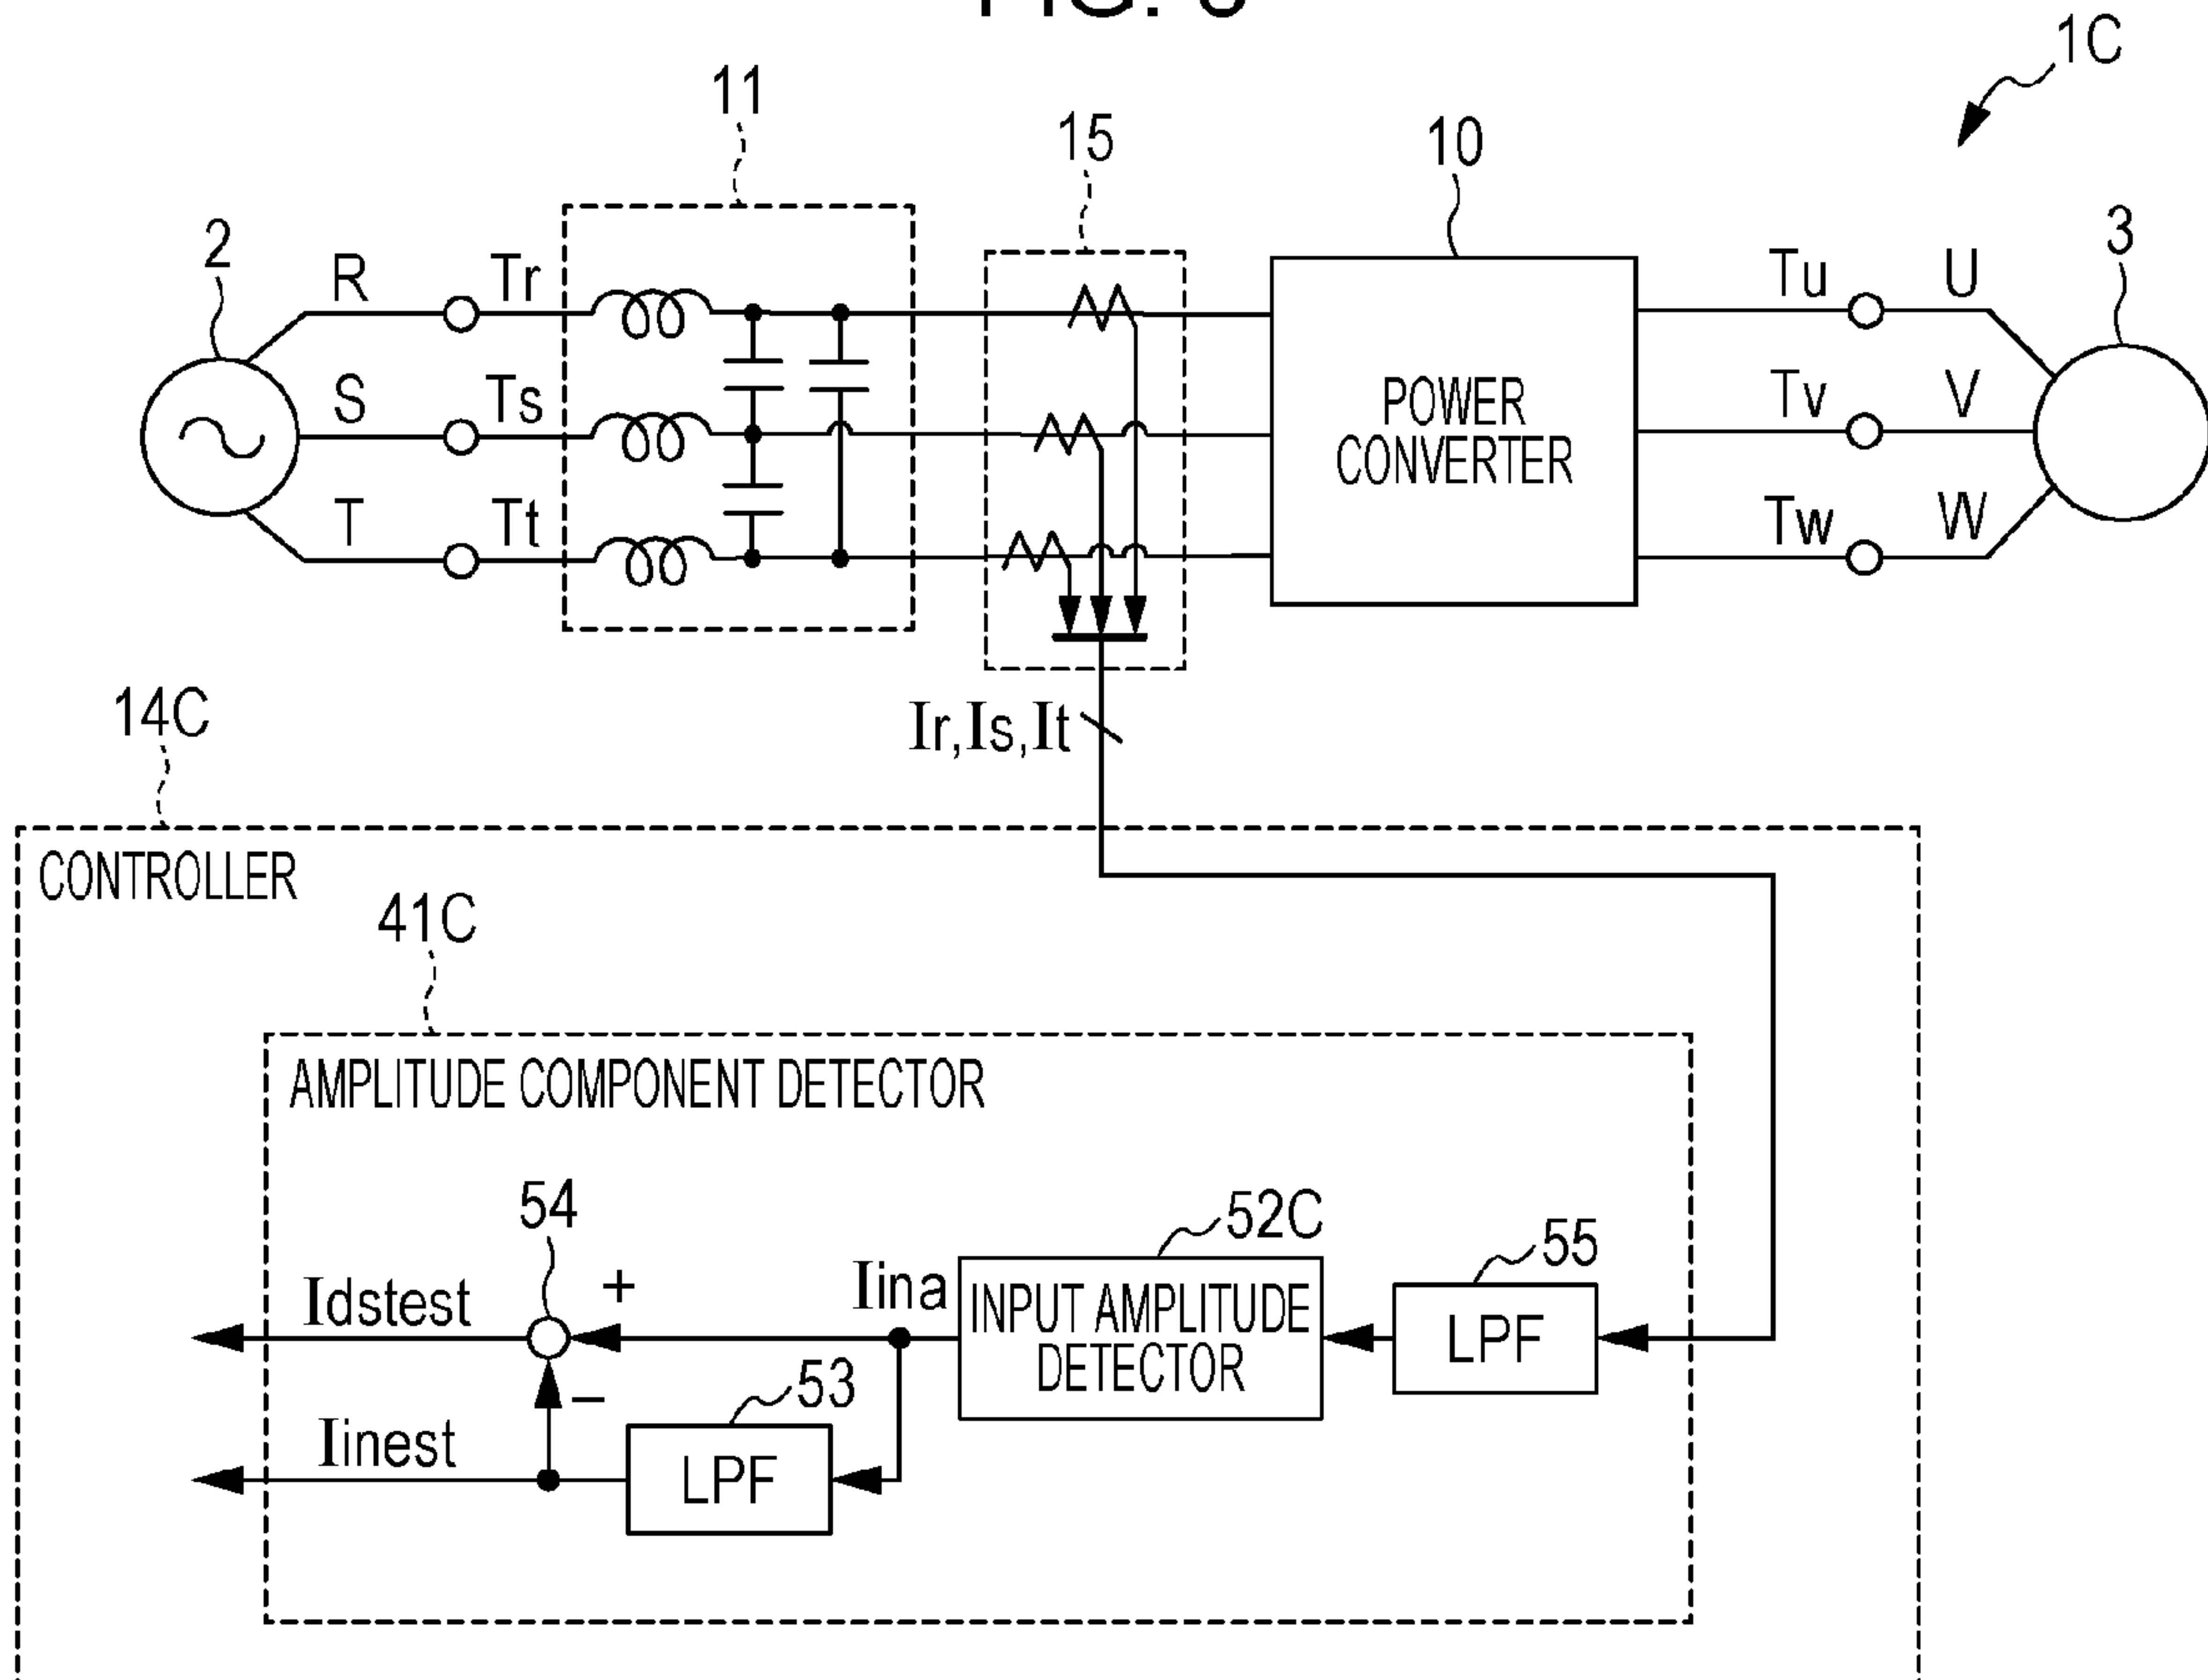 1C
11
15
10
2
3
R
Tr
Tu
U
S
Ts
Tv
V
T
Tt
Tw
W
POWER
CONVERTER
14C
Ir,Is,It
CONTROLLER
41C
AMPLITUDE COMPONENT DETECTOR
54
52C
55
Idstest
+
Iina
INPUT AMPLITUDE
DETECTOR
LPF
−
53
Iinest
LPF